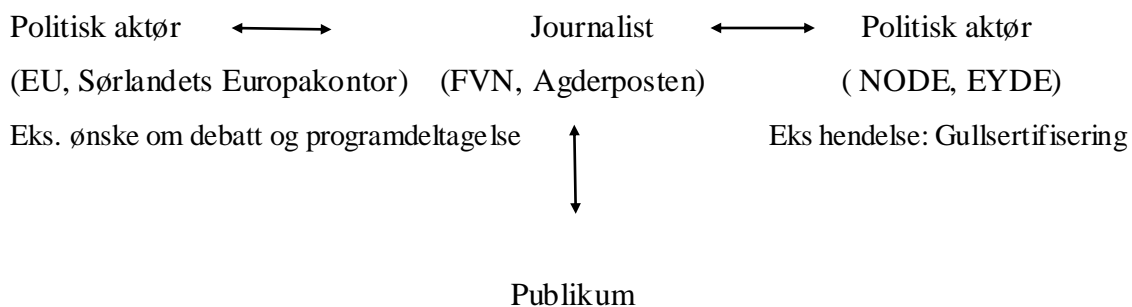 Politisk aktør Journalist Politisk aktør
(EU, Sørlandets Europakontor) (FVN, Agderposten) ( NODE, EYDE)
Eks. ønske om debatt og programdeltagelse Eks hendelse: Gullsertifisering
Publikum